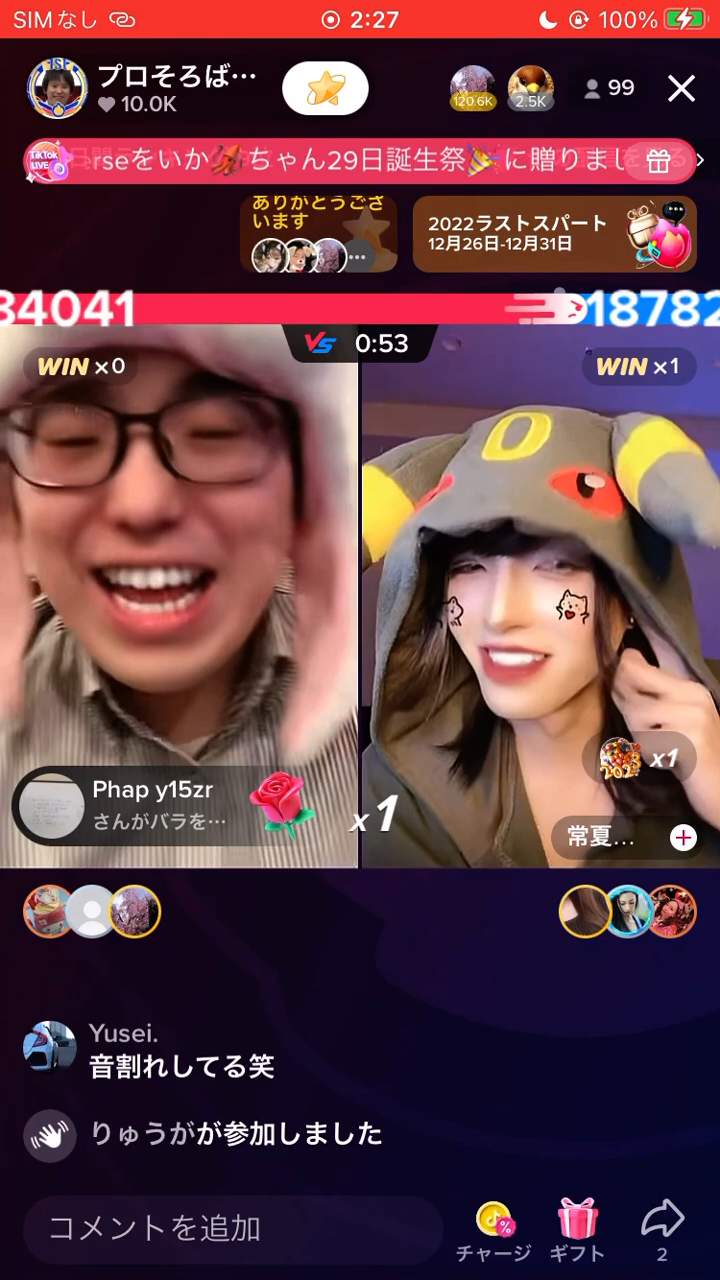 SIMなし
2:27
100%
プロそろば…
10.0K
120.6K
2.5K
99
TikTok
LIVE
rseをいか🦑ちゃん29日誕生祭🎉に贈りまし
ありがとうござ
います
2022ラストスパート
12月26日-12月31日
84041
18782
VS 0:53
WIN x0
WIN x1
x1
Phap y15zr
さんがバラを…
x1
常夏…
Yusei.
音割れしてる笑
りゅうがが参加しました
コメントを追加
チャージ
ギフト
2